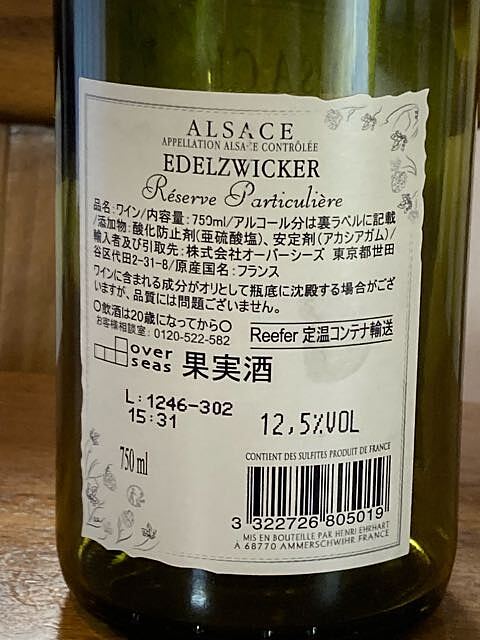 ALSACE
APPELLATION ALSACE CONTRÔLÉE
EDELZWICKER
Réserve Particulière
品名:ワイン/内容量:750ml/アルコール分は裏ラベルに記載
/添加物:酸化防止剤(亜硫酸塩)、安定剤(アカシアガム)/
輸入者及び引取先:株式会社オーバーシーズ 東京都世田
谷区代田2-31-8/原産国名:フランス
ワインに含まれる成分がオリとして瓶底に沈殿する場合がござ
いますが、品質には問題ございません。
〇飲酒は20歳になってから〇
お客様相談室:0120-522-582
Reefer 定温コンテナ輸送
over
seas
果実酒
L:1246-302
15:31
12,5%VOL
750 ml
CONTIENT DES SULFITES PRODUIT DE FRANCE
3 322726 805019
MIS EN BOUTEILLE PAR HENRI EHRHART
A 68770 AMMERSCHWIHR FRANCE